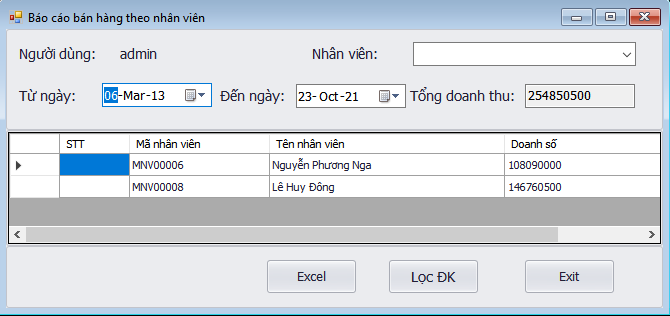 Báo cáo bán hàng theo nhân viên
Người dùng: admin Nhân viên:
Từ ngày: 06-Mar-13 Đến ngày: 23-Oct-21 Tổng doanh thu: 254850500
STT Mã nhân viên Tên nhân viên Doanh số
MNV00006 Nguyễn Phương Nga 108090000
MNV00008 Lê Huy Đông 146760500
Excel Lọc ĐK Exit